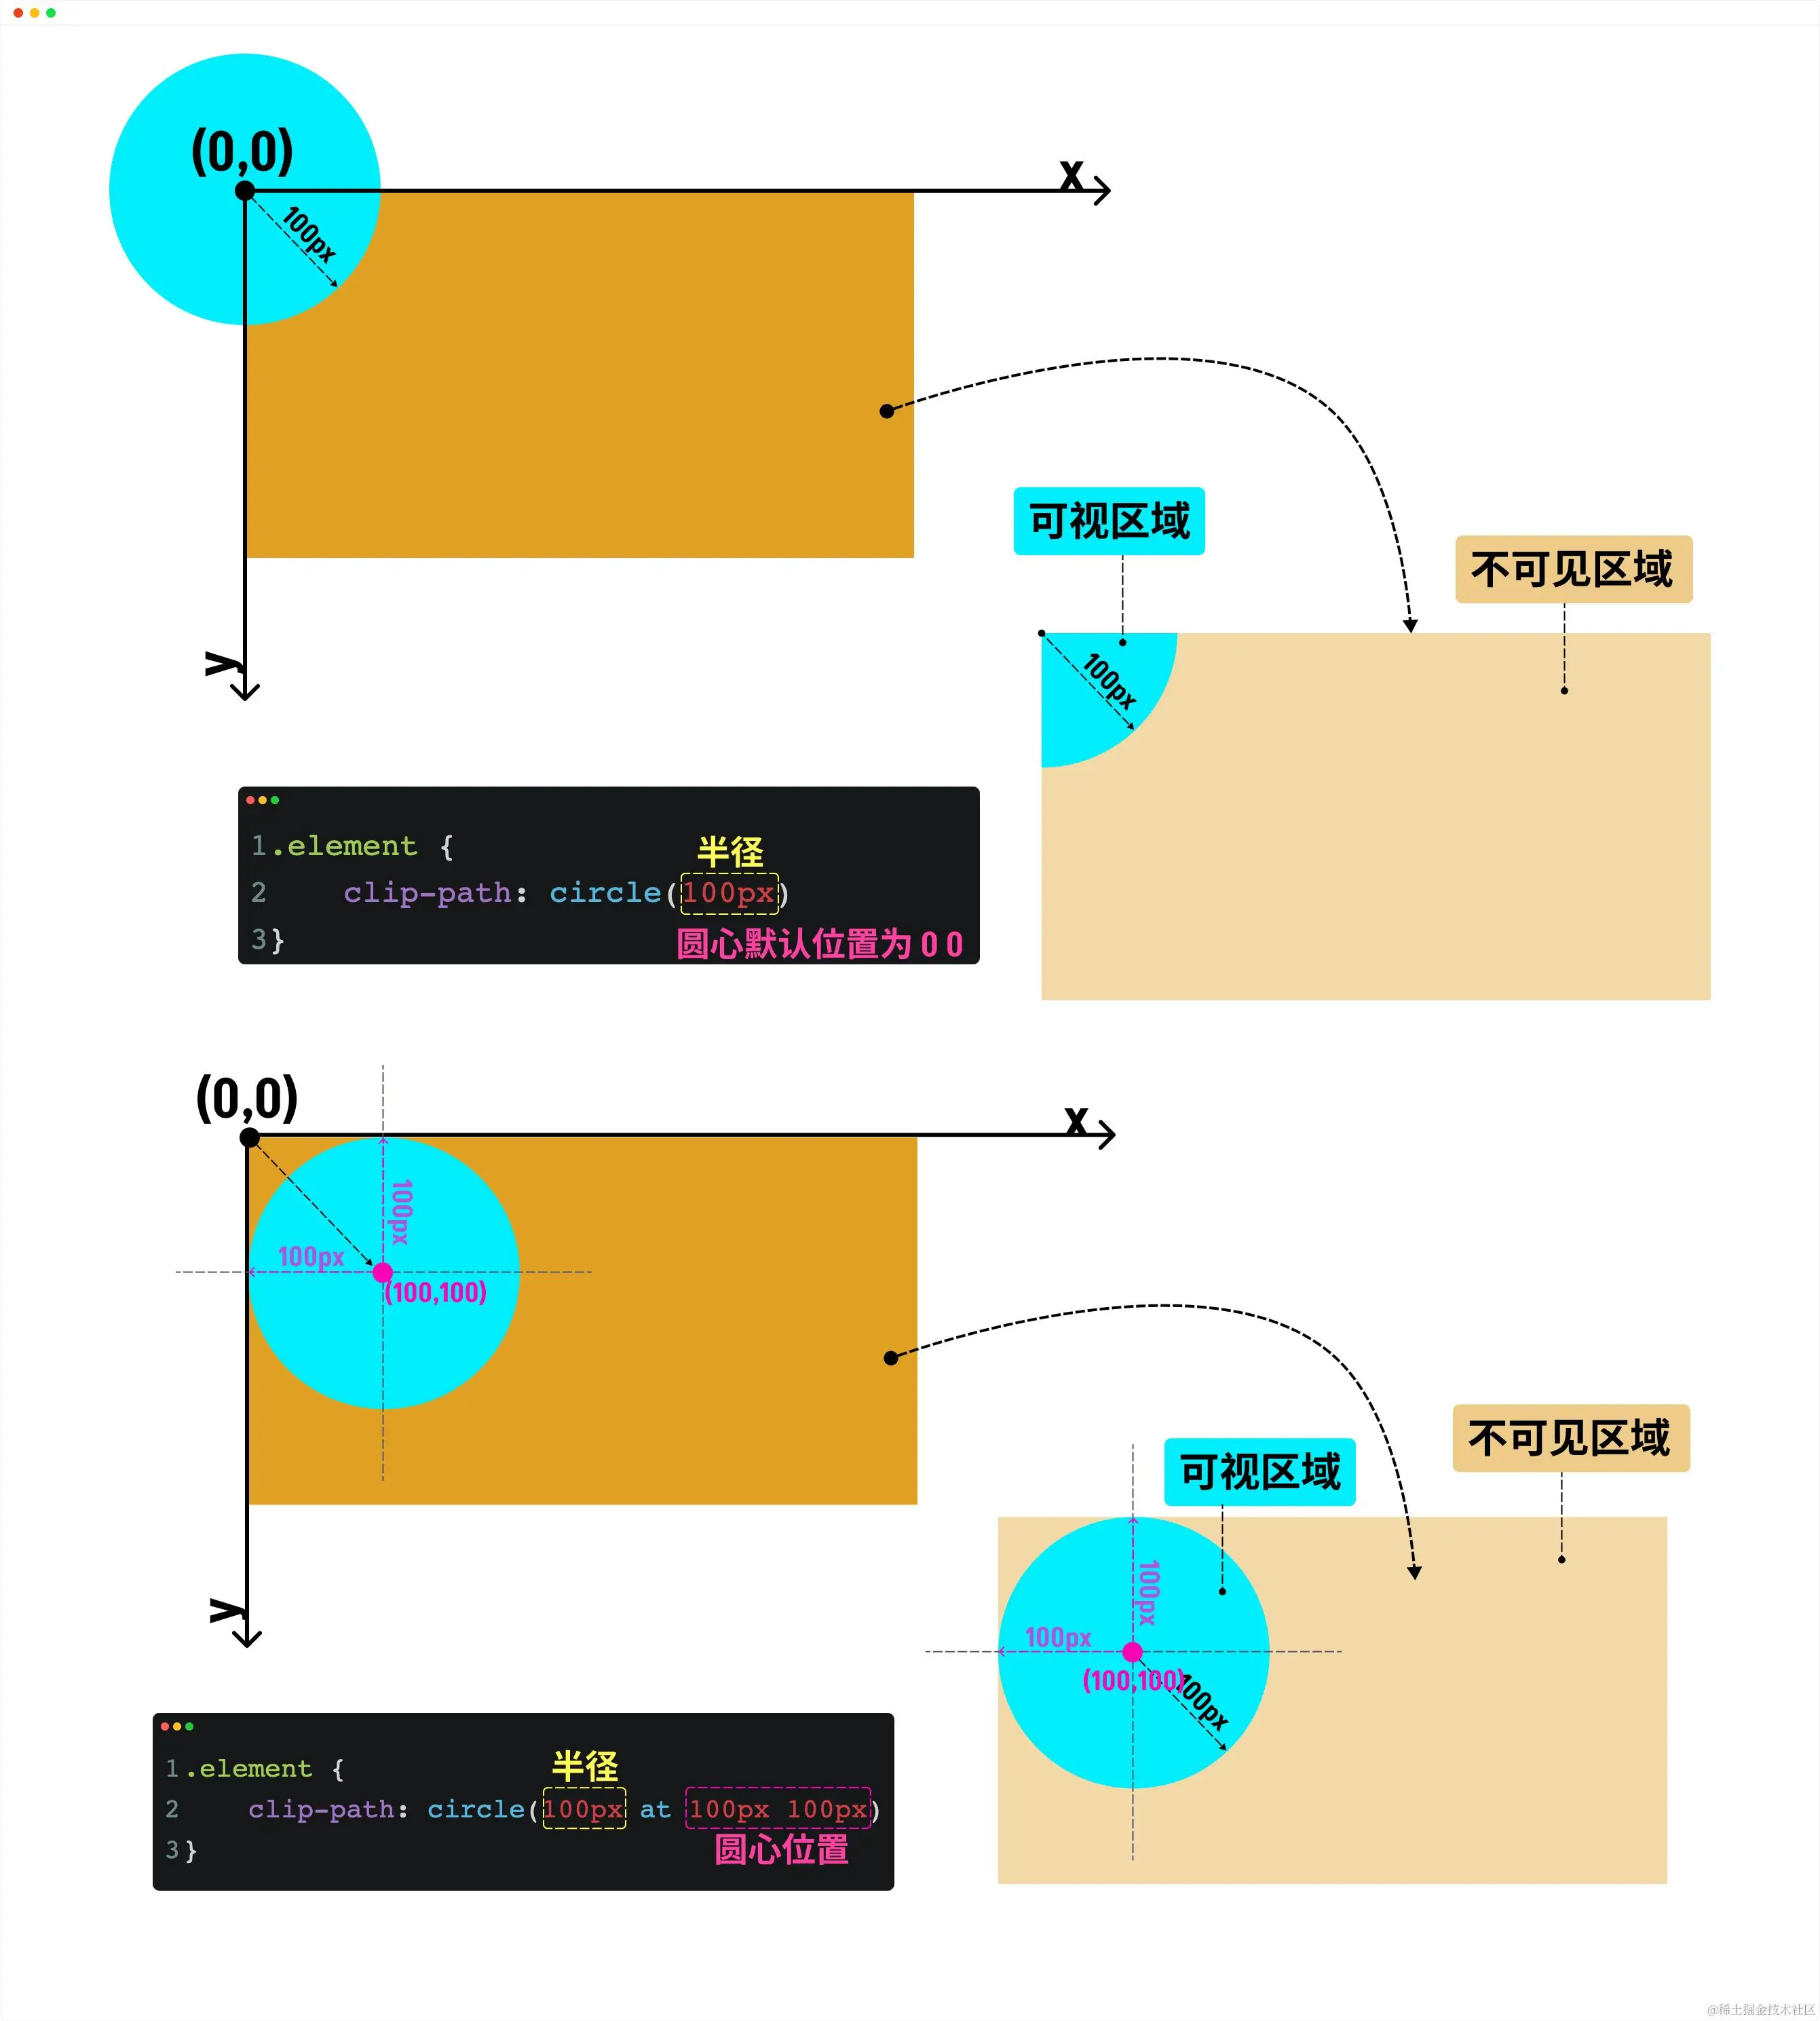 (0,0)
x
100px
y
可视区域
不可见区域
100px
1 .element {
半径
2 clip-path: circle(100px)
3 }
圆心默认位置为 0 0
(0,0)
x
100px
100px
(100,100)
y
可视区域
不可见区域
100px
100px
(100,100)
100px
1 .element {
半径
2 clip-path: circle(100px at 100px 100px)
3 }
圆心位置
@稀土掘金技术社区